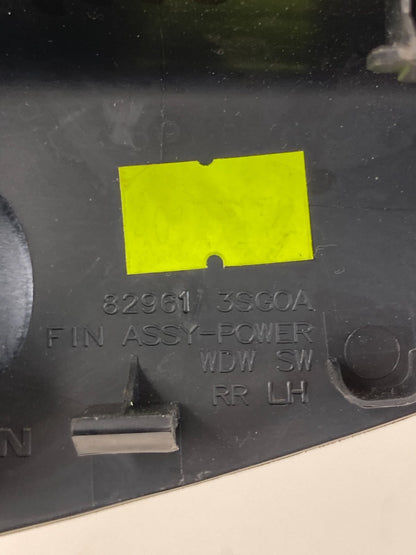 82961 3SG0A
FIN ASSY-POWER
WDW SW
RR LH
N